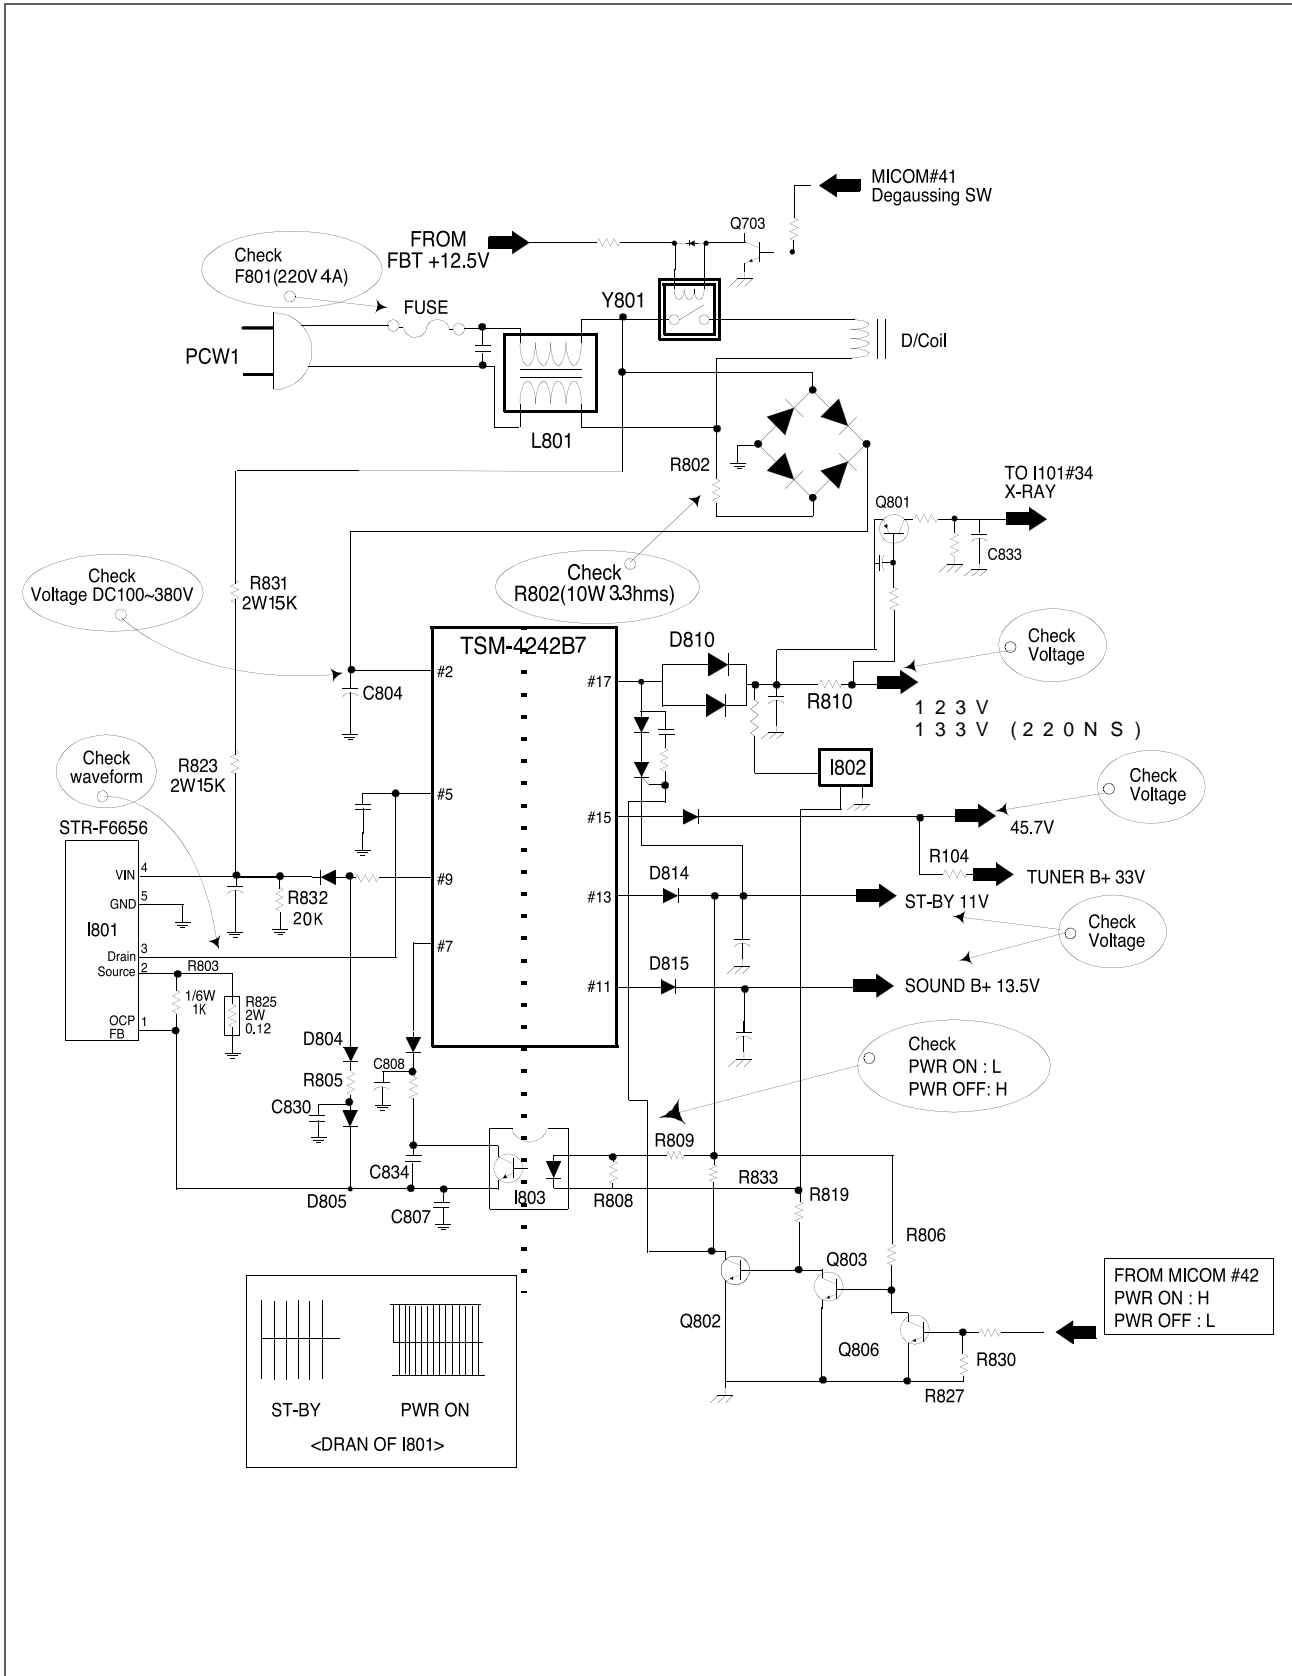 MICOM#41
Degaussing SW
Q703
FROM
FBT +12.5V
Check
F801(220V 4A)
FUSE
Y801
PCW1
D/Coil
L801
R802
TO I101#34
X-RAY
Q801
C833
Check
Voltage DC100~380V
R831
2W15K
Check
R802(10W 3.3hms)
TSM-4242B7
D810
Check
Voltage
#2
#17
C804
R810
1 2 3 V
1 3 3 V ( 2 2 0 N S )
Check
waveform
R823
2W15K
I802
Check
Voltage
#5
#15
45.7V
STR-F6656
R104
TUNER B+ 33V
VIN
4
#9
D814
#13
ST-BY 11V
GND
5
R832
20K
I801
#7
Check
Voltage
Drain
3
Source
2
R803
D815
#11
SOUND B+ 13.5V
1/6W
1K
R825
2W
0.12
OCP
FB
1
D804
C808
Check
PWR ON : L
PWR OFF: H
R805
C830
R809
C834
I803
R808
R833
R819
D805
C807
R806
Q803
FROM MICOM #42
PWR ON : H
PWR OFF : L
Q802
Q806
R830
R827
ST-BY
PWR ON
<DRAN OF I801>